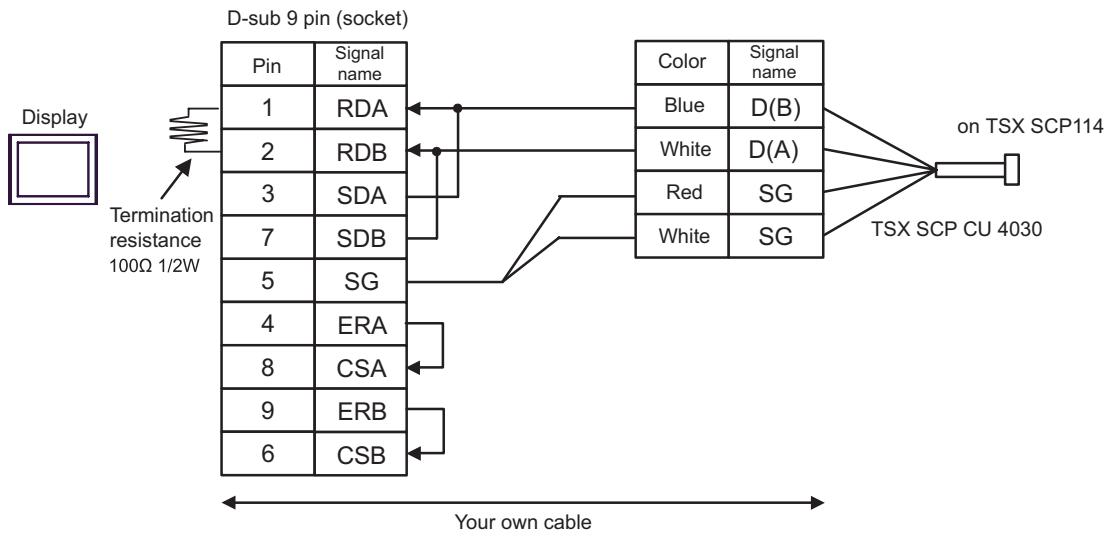 D-sub 9 pin (socket)
Display
Termination
resistance
100Ω 1/2W
Pin Signal name
1 RDA
2 RDB
3 SDA
7 SDB
5 SG
4 ERA
8 CSA
9 ERB
6 CSB
Color Signal name
Blue D(B)
White D(A)
Red SG
White SG
on TSX SCP114
TSX SCP CU 4030
Your own cable